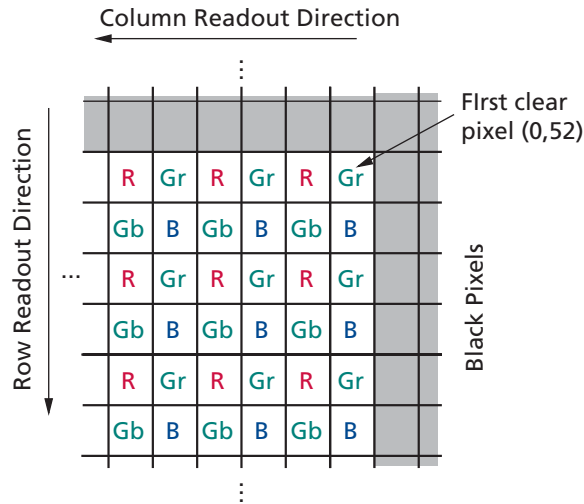 Column Readout Direction
...
FIrst clear
pixel (0,52)
Row Readout Direction
R Gr R Gr R Gr
Gb B Gb B Gb B
...
R Gr R Gr R Gr
Gb B Gb B Gb B
Black Pixels
R Gr R Gr R Gr
Gb B Gb B Gb B
...